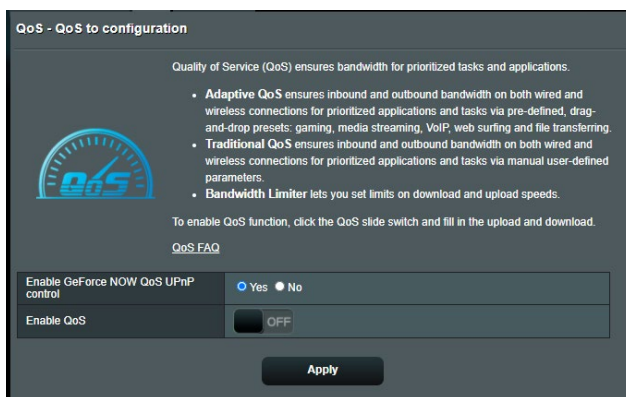 QoS - QoS to configuration
Quality of Service (QoS) ensures bandwidth for prioritized tasks and applications.
• Adaptive QoS ensures inbound and outbound bandwidth on both wired and
wireless connections for prioritized applications and tasks via pre-defined, drag-
and-drop presets: gaming, media streaming, VoIP, web surfing and file transferring.
• Traditional QoS ensures inbound and outbound bandwidth on both wired and
wireless connections for prioritized applications and tasks via manual user-defined
parameters.
• Bandwidth Limiter lets you set limits on download and upload speeds.
To enable QoS function, click the QoS slide switch and fill in the upload and download.
QoS FAQ
QoS
Enable GeForce NOW QoS UPnP
control
Yes No
Enable QoS
OFF
Apply